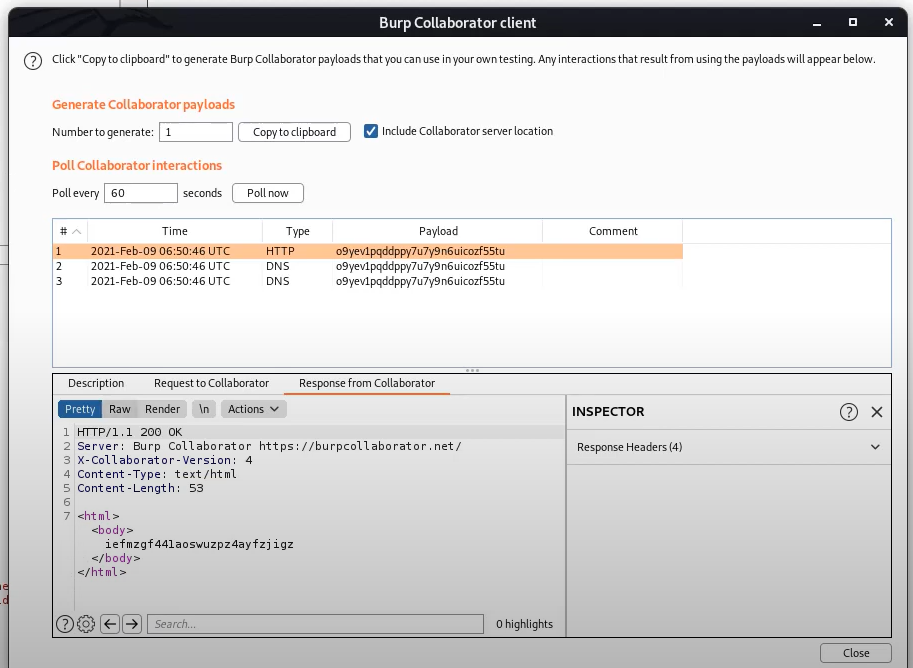 Burp Collaborator client
Click "Copy to clipboard" to generate Burp Collaborator payloads that you can use in your own testing. Any interactions that result from using the payloads will appear below.
Generate Collaborator payloads
Number to generate: 1 Copy to clipboard Include Collaborator server location
Poll Collaborator interactions
Poll every 60 seconds Poll now
# Time Type Payload Comment
1 2021-Feb-09 06:50:46 UTC HTTP o9yev1pqddppy7u7y9n6uicozf55tu
2 2021-Feb-09 06:50:46 UTC DNS o9yev1pqddppy7u7y9n6uicozf55tu
3 2021-Feb-09 06:50:46 UTC DNS o9yev1pqddppy7u7y9n6uicozf55tu
Description Request to Collaborator Response from Collaborator
Pretty Raw Render \n Actions
INSPECTOR
Response Headers (4)
1 HTTP/1.1 200 OK
2 Server: Burp Collaborator https://burpcollaborator.net/
3 X-Collaborator-Version: 4
4 Content-Type: text/html
5 Content-Length: 53
6
7 <html>
<body>
iefmzgf441aoswuzpz4ayfzjigz
</body>
</html>
Search... 0 highlights
Close